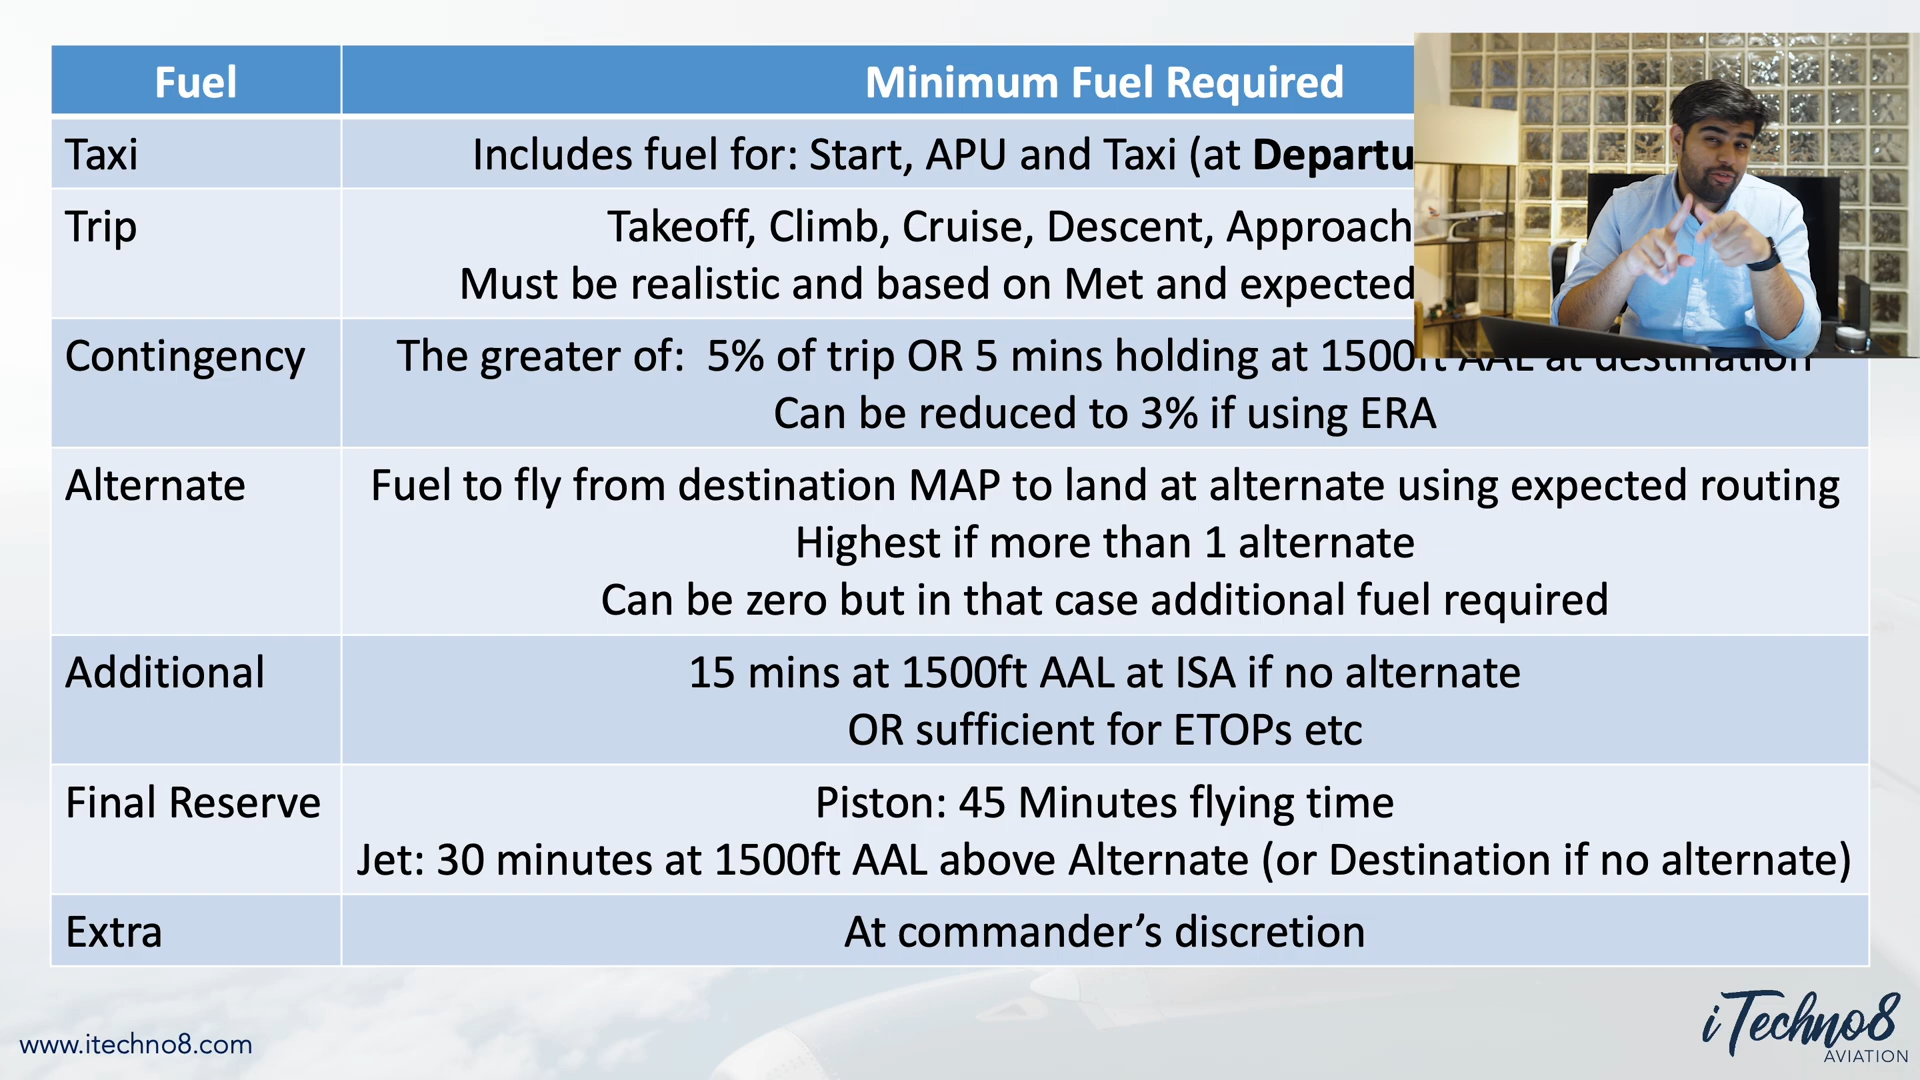 Fuel
Minimum Fuel Required
Taxi
Includes fuel for: Start, APU and Taxi (at
Trip
Takeoff, Climb, Cruise, Descent, Approach
Must be realistic and based on Met and expected
Contingency
The greater of:  5% of trip OR 5 mins holding at 1500ft AAL at destination
Can be reduced to 3% if using ERA
Alternate
Fuel to fly from destination MAP to land at alternate using expected routing
Highest if more than 1 alternate
Can be zero but in that case additional fuel required
Additional
15 mins at 1500ft AAL at ISA if no alternate
OR sufficient for ETOPs etc
Final Reserve
Piston: 45 Minutes flying time
Jet: 30 minutes at 1500ft AAL above Alternate (or Destination if no alternate)
Extra
At commander’s discretion
www.itechno8.com
iTechno8
AVIATION